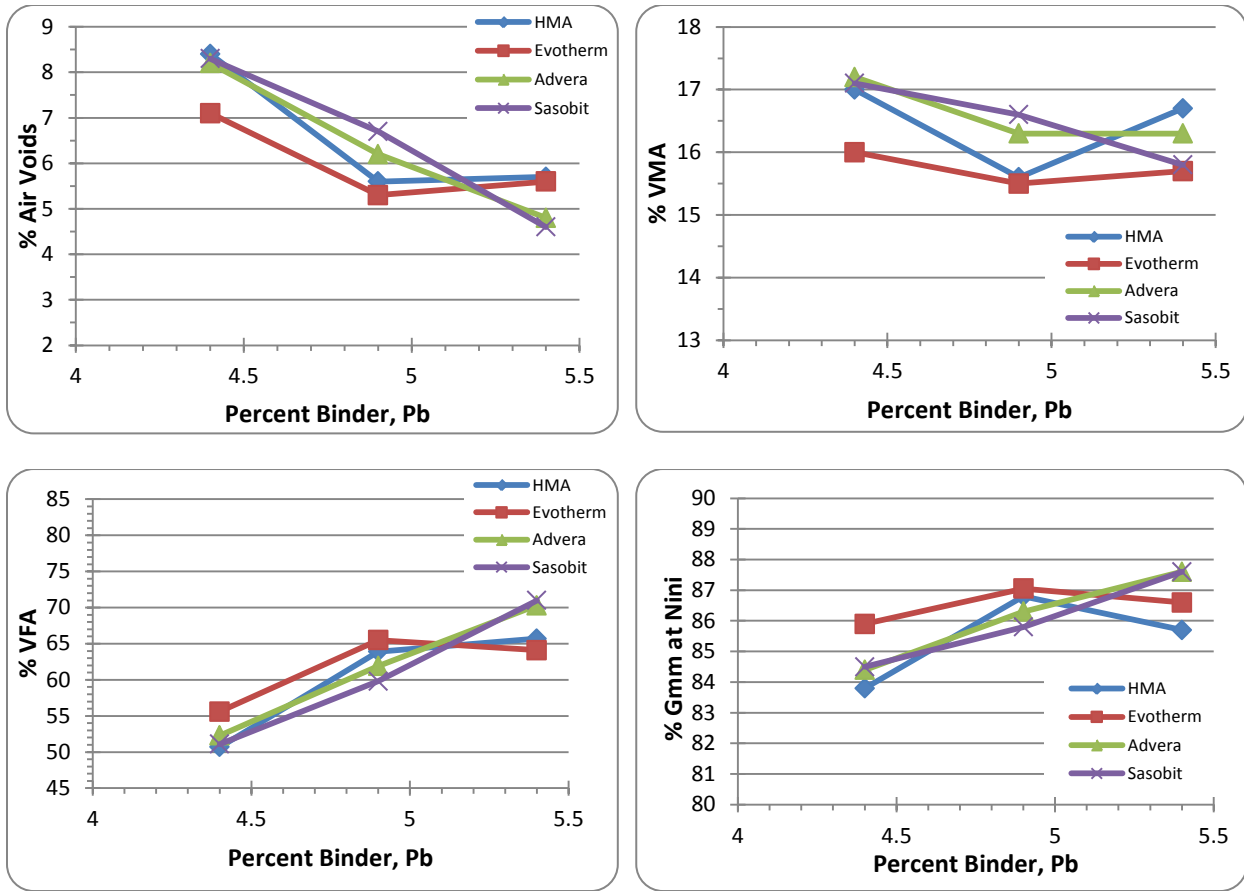 % Air Voids
9
8
7
6
5
4
3
2
4
4.5
5
5.5
Percent Binder, Pb
HMA
Evotherm
Advera
Sasobit
% VMA
18
17
16
15
14
13
4
4.5
5
5.5
Percent Binder, Pb
HMA
Evotherm
Advera
Sasobit
% VFA
85
80
75
70
65
60
55
50
45
4
4.5
5
5.5
Percent Binder, Pb
HMA
Evotherm
Advera
Sasobit
% Gmm at Nini
90
89
88
87
86
85
84
83
82
81
80
4
4.5
5
5.5
Percent Binder, Pb
HMA
Evotherm
Advera
Sasobit